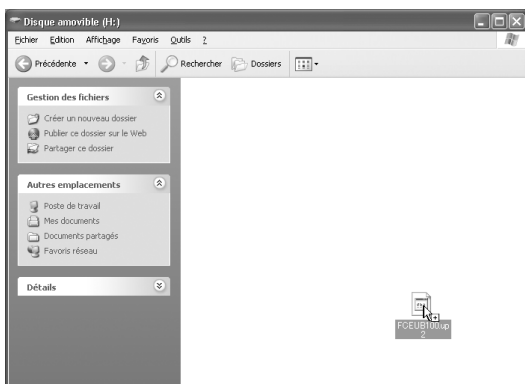 Disque amovible (H:)
Fichier Edition Affichage Favoris Outils ?
Précédente Rechercher Dossiers
Gestion des fichiers
Créer un nouveau dossier
Publier ce dossier sur le Web
Partager ce dossier
Autres emplacements
Poste de travail
Mes documents
Documents partagés
Favoris réseau
Détails
FCEUB100.up
2